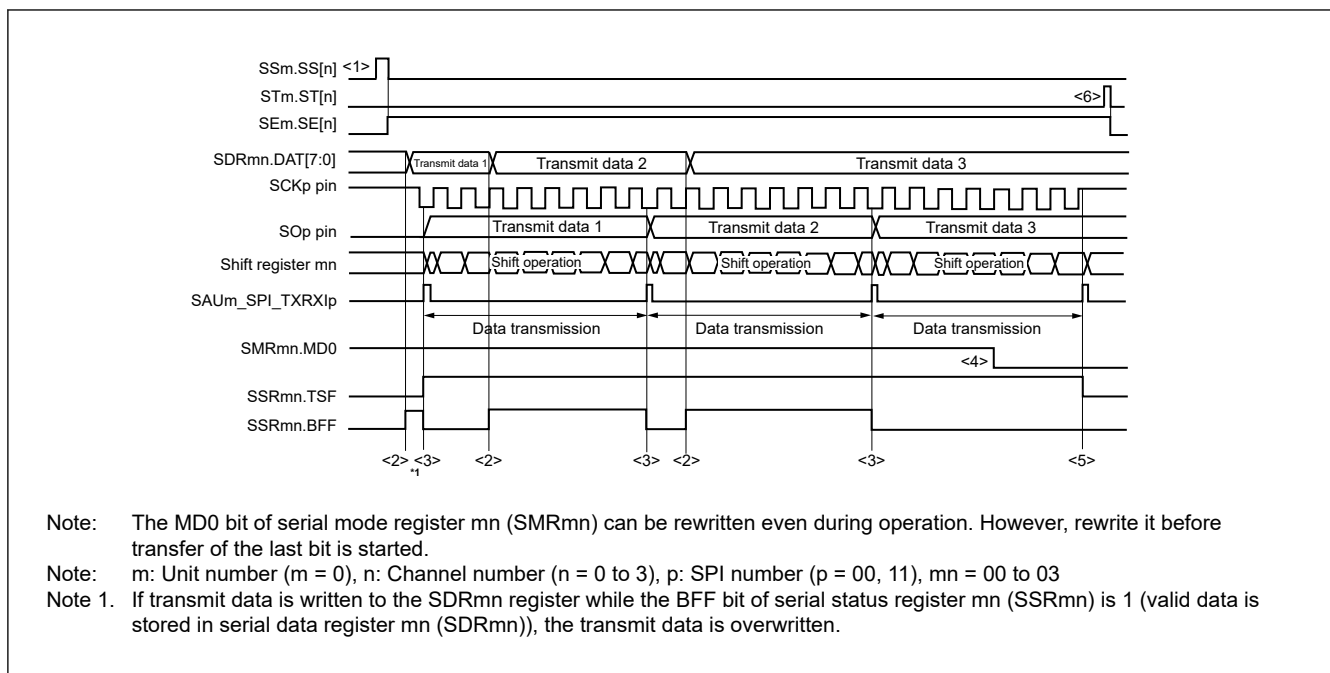 SSm.SS[n] <1>
STm.ST[n] <6>
SEm.SE[n]
SDRmn.DAT[7:0] Transmit data 1 Transmit data 2 Transmit data 3
SCKp pin
SOp pin Transmit data 1 Transmit data 2 Transmit data 3
Shift register mn Shift operation Shift operation Shift operation
SAUm_SPI_TXRXIp
Data transmission Data transmission Data transmission
SMRmn.MD0
<4>
SSRmn.TSF
SSRmn.BFF
<2> <3> <2> <3> <2> <3> <5>
*1
Note: The MD0 bit of serial mode register mn (SMRmn) can be rewritten even during operation. However, rewrite it before
transfer of the last bit is started.
Note: m: Unit number (m = 0), n: Channel number (n = 0 to 3), p: SPI number (p = 00, 11), mn = 00 to 03
Note 1. If transmit data is written to the SDRmn register while the BFF bit of serial status register mn (SSRmn) is 1 (valid data is
stored in serial data register mn (SDRmn)), the transmit data is overwritten.